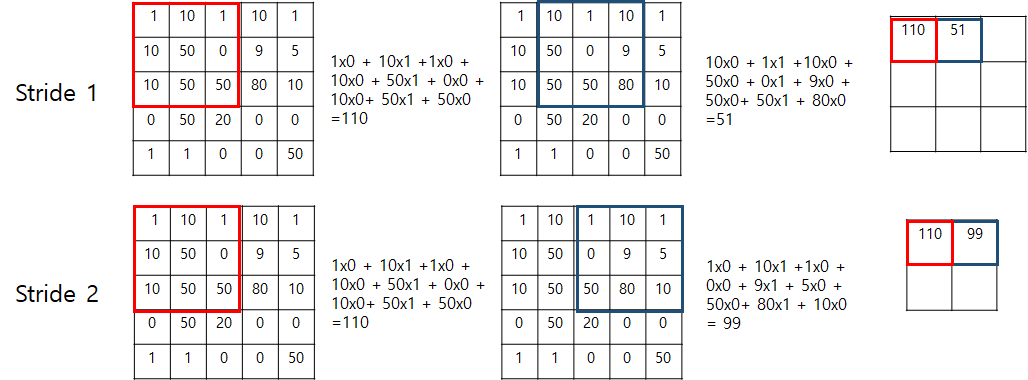 1 10 1 10 1
10 50 0 9 5
10 50 50 80 10
0 50 20 0 0
1 1 0 0 50
Stride 1
1x0 + 10x1 +1x0 +
10x0 + 50x1 + 0x0 +
10x0+ 50x1 + 50x0
=110
1 10 1 10 1
10 50 0 9 5
10 50 50 80 10
0 50 20 0 0
1 1 0 0 50
10x0 + 1x1 +10x0 +
50x0 + 0x1 + 9x0 +
50x0+ 50x1 + 80x0
=51
110 51
1 10 1 10 1
10 50 0 9 5
10 50 50 80 10
0 50 20 0 0
1 1 0 0 50
Stride 2
1x0 + 10x1 +1x0 +
10x0 + 50x1 + 0x0 +
10x0+ 50x1 + 50x0
=110
1 10 1 10 1
10 50 0 9 5
10 50 50 80 10
0 50 20 0 0
1 1 0 0 50
1x0 + 10x1 +1x0 +
0x0 + 9x1 + 5x0 +
50x0+ 80x1 + 10x0
= 99
110 99